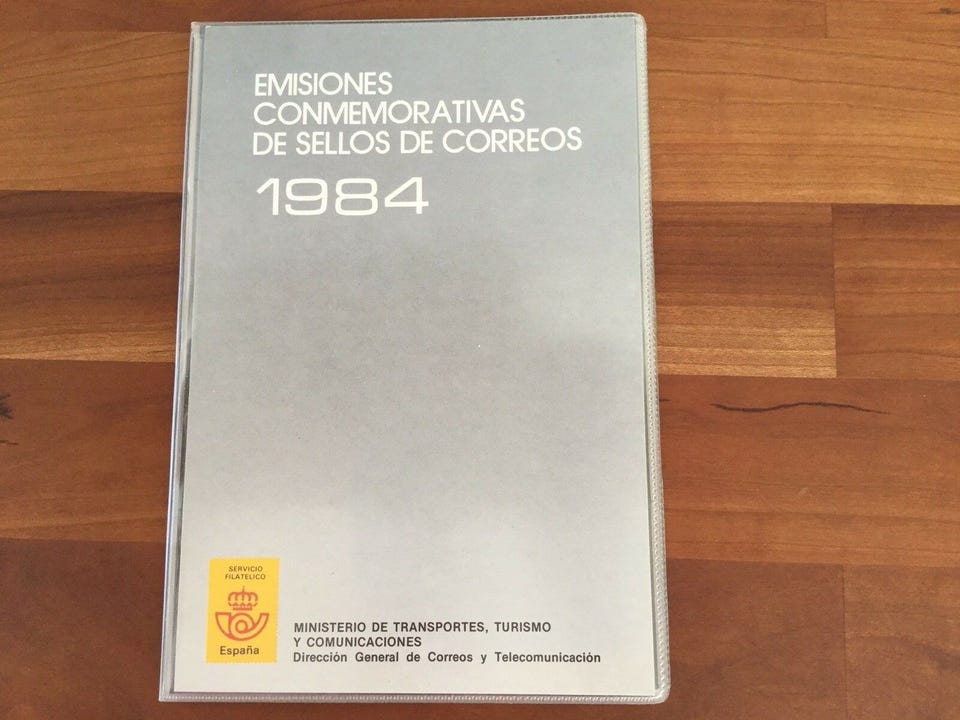 EMISIONES
CONMEMORATIVAS
DE SELLOS DE CORREOS
1984
SERVICIO
FILATELICO
España
MINISTERIO DE TRANSPORTES, TURISMO
Y COMUNICACIONES
Dirección General de Correos y Telecomunicación